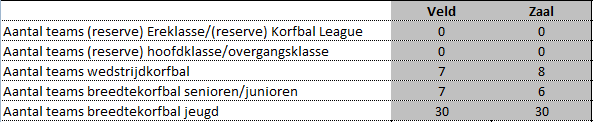 Veld Zaal
Aantal teams (reserve) Ereklasse/(reserve) Korfbal League 0 0
Aantal teams (reserve) hoofdklasse/overgangsklasse 0 0
Aantal teams wedstrijdkorfbal 7 8
Aantal teams breedtekorfbal senioren/junioren 7 6
Aantal teams breedtekorfbal jeugd 30 30